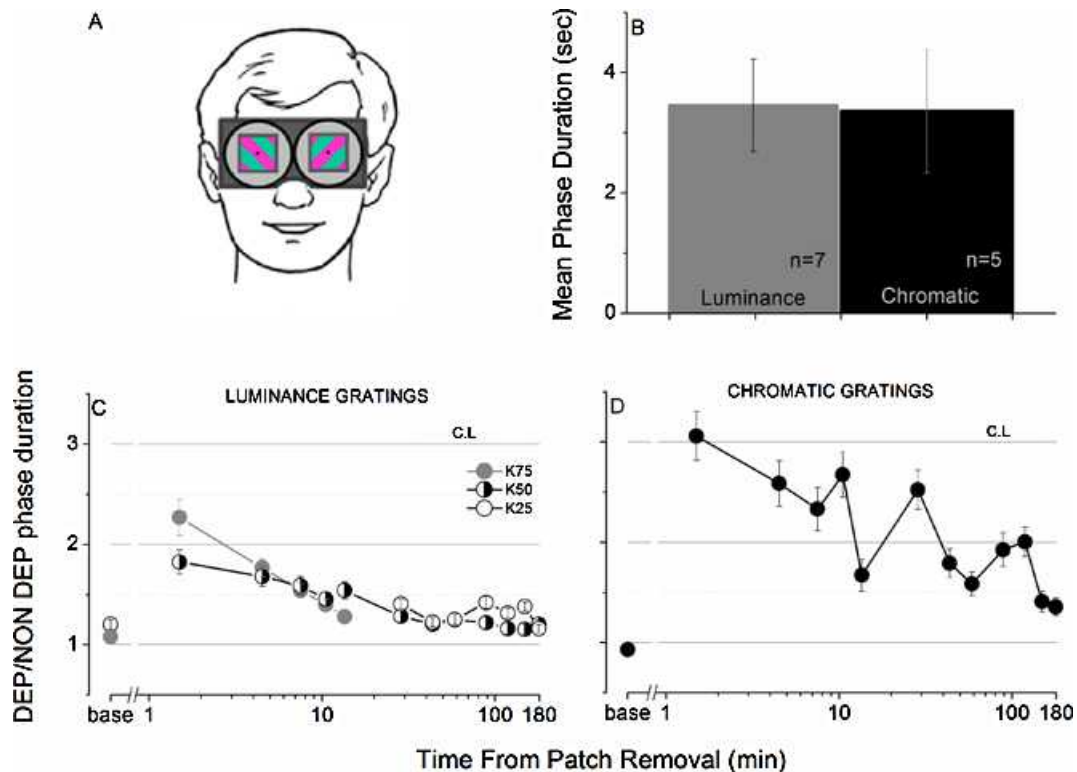 A
B
Mean Phase Duration (sec)
4
2
0
n=7
n=5
Luminance
Chromatic
C
LUMINANCE GRATINGS
C.L
K75
K50
K25
DEP/NON DEP phase duration
3
2
1
base
1
10
100
180
D
CHROMATIC GRATINGS
C.L
base
1
10
100
180
Time From Patch Removal (min)